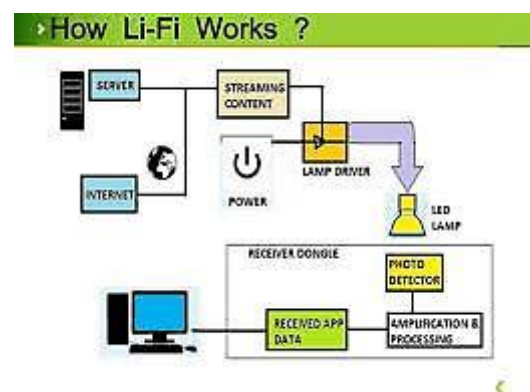 How Li-Fi Works ?
SERVER
STREAMING
CONTENT
INTERNET
POWER
LAMP DRIVER
LED
LAMP
RECEIVER DONGLE
PHOTO
DETECTOR
RECEIVED APP
DATA
AMPLIFICATION &
PROCESSING